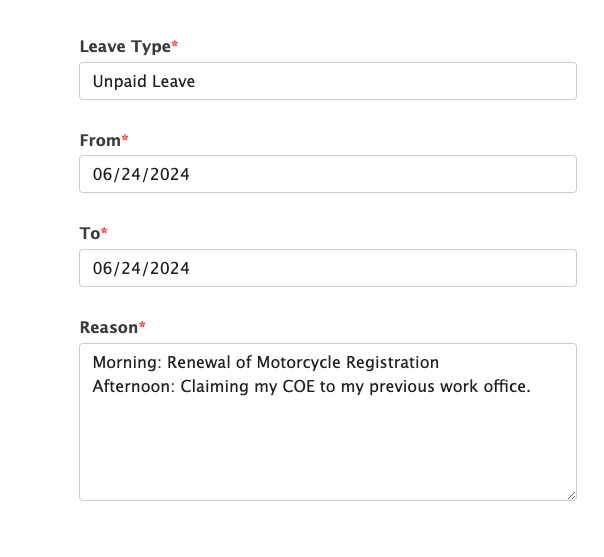 Leave Type*
Unpaid Leave
From*
06/24/2024
To*
06/24/2024
Reason*
Morning: Renewal of Motorcycle Registration
Afternoon: Claiming my COE to my previous work office.